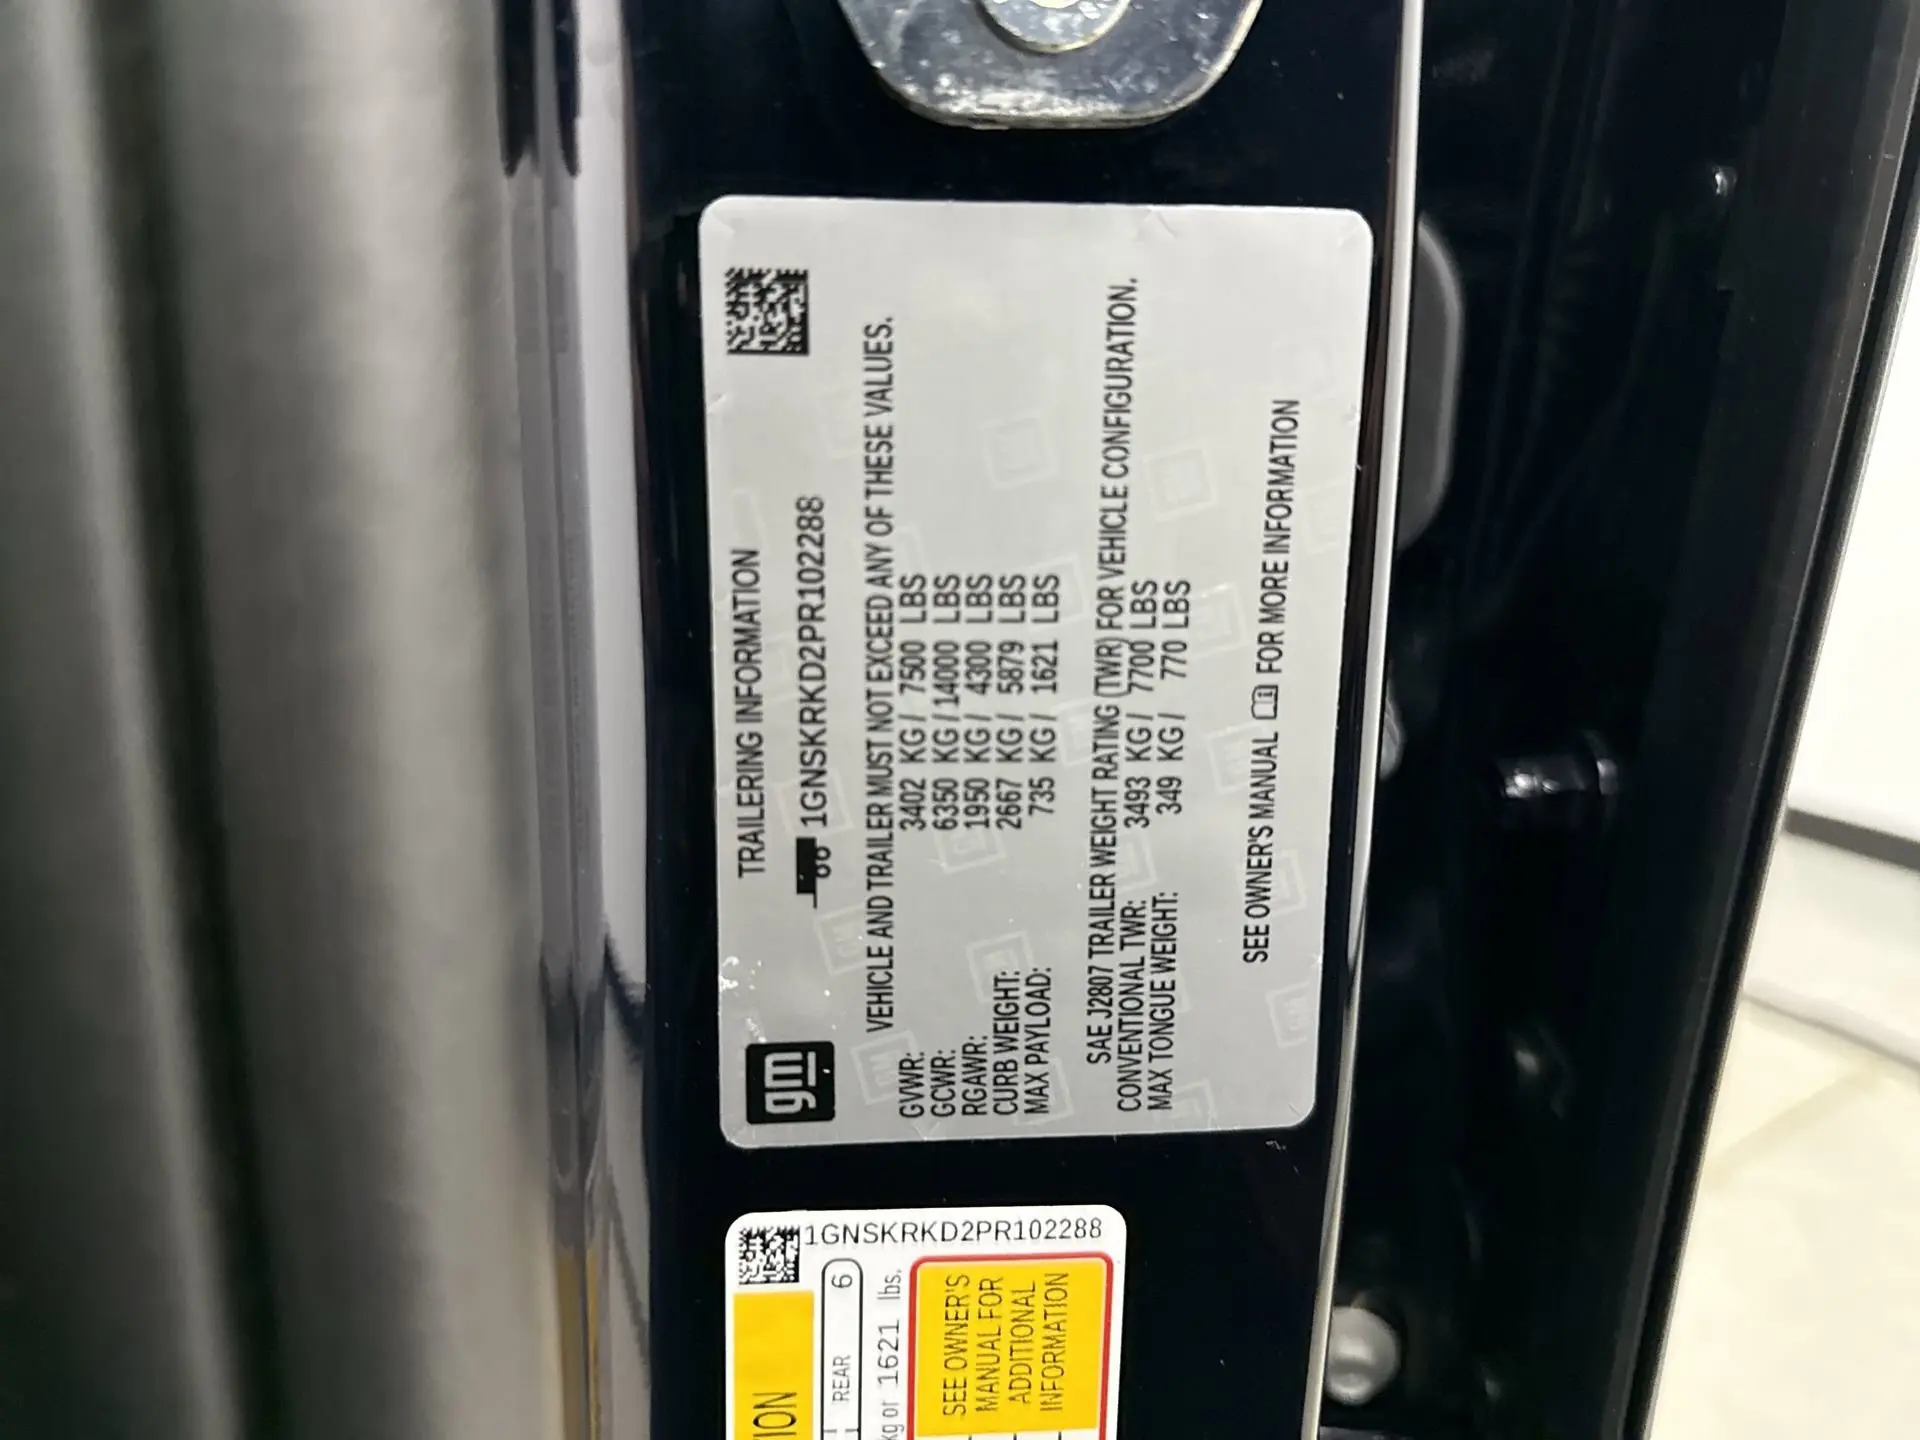 gm
TRAILERING INFORMATION
1GNSKRKD2PR102288
VEHICLE AND TRAILER MUST NOT EXCEED ANY OF THESE VALUES.
GVWR: 3402 KG / 7500 LBS
GCWR: 6350 KG / 14000 LBS
RGAWR: 1950 KG / 4300 LBS
CURB WEIGHT: 2667 KG / 5879 LBS
MAX PAYLOAD: 735 KG / 1621 LBS
SAE J2807 TRAILER WEIGHT RATING (TWR) FOR VEHICLE CONFIGURATION.
CONVENTIONAL TWR: 3493 KG / 7700 LBS
MAX TONGUE WEIGHT: 349 KG / 770 LBS
SEE OWNER'S MANUAL FOR MORE INFORMATION
1GNSKRKD2PR102288
REAR 6
kg or 1621 lbs.
SEE OWNER'S
MANUAL FOR
ADDITIONAL
INFORMATION